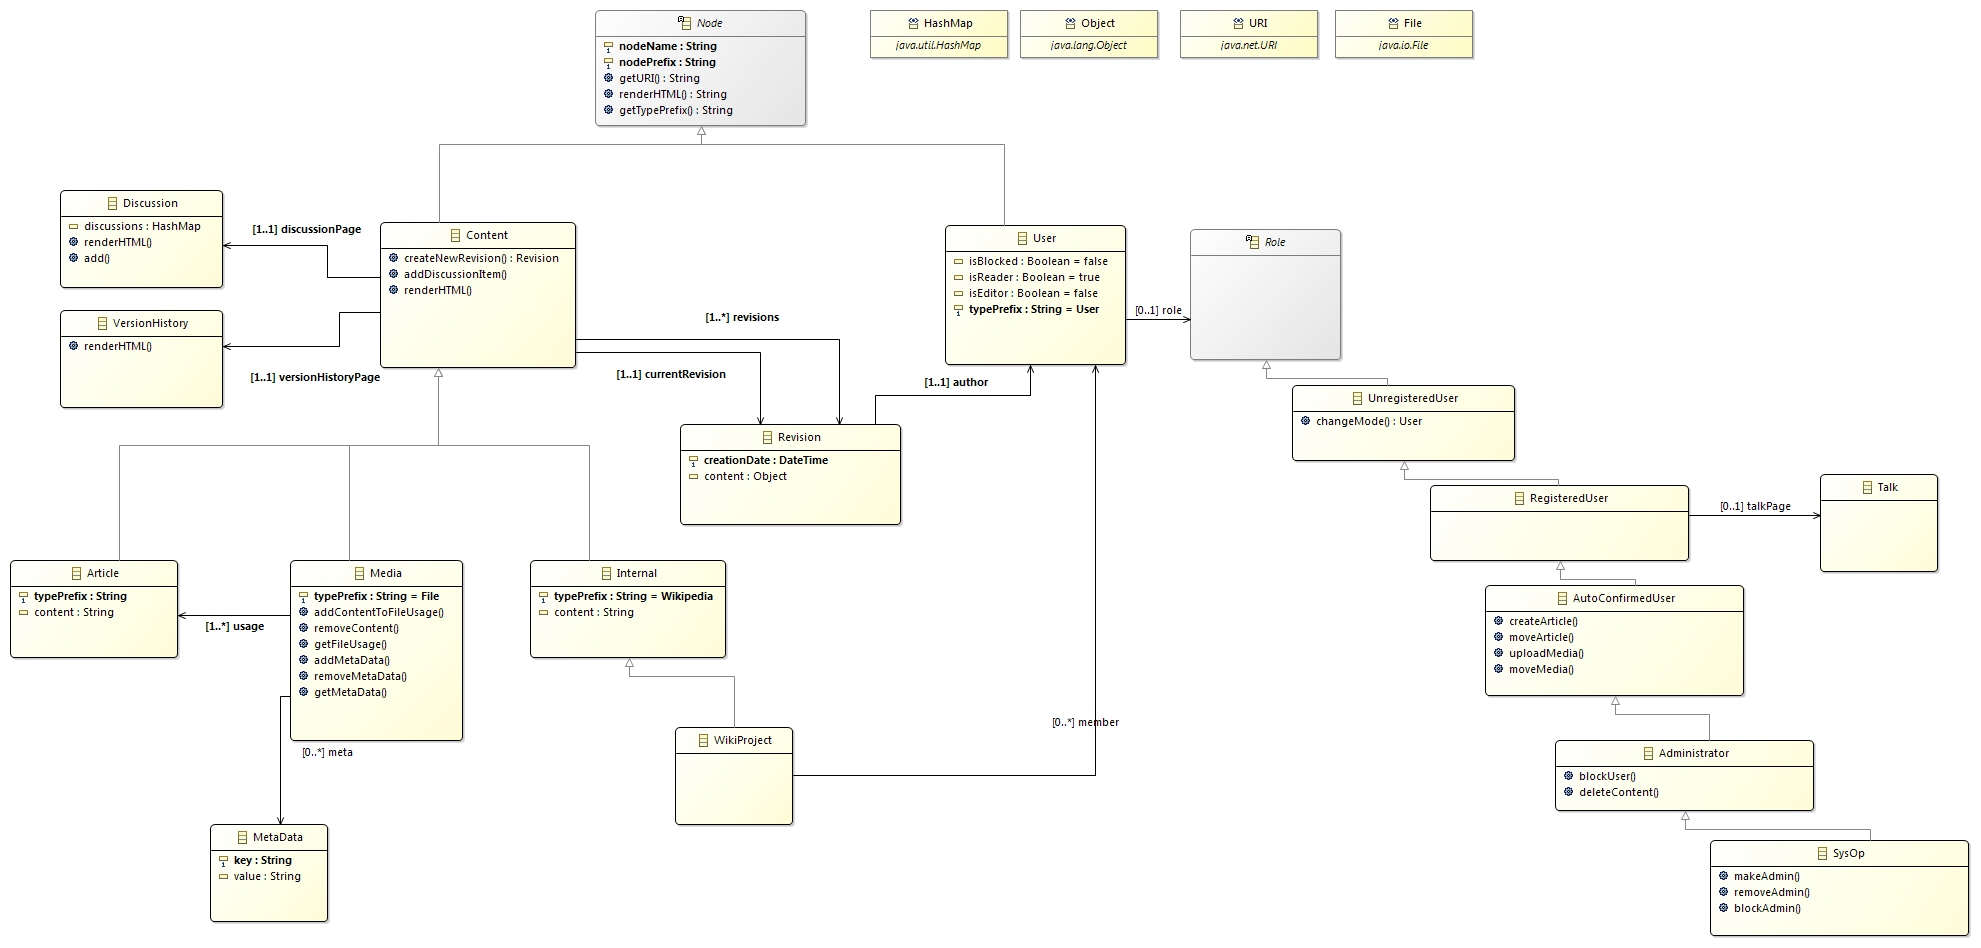 Node
nodeName : String
nodePrefix : String
getURI() : String
renderHTML() : String
getTypePrefix() : String
HashMap
java.util.HashMap
Object
java.lang.Object
URI
java.net.URI
File
java.io.File
Discussion
discussions : HashMap
renderHTML()
add()
[1..1] discussionPage
Content
createNewRevision() : Revision
addDiscussionItem()
renderHTML()
User
isBlocked : Boolean = false
isReader : Boolean = true
isEditor : Boolean = false
typePrefix : String = User
[0..1] role
Role
VersionHistory
renderHTML()
[1..1] versionHistoryPage
[1..*] revisions
[1..1] currentRevision
[1..1] author
Revision
creationDate : DateTime
content : Object
UnregisteredUser
changeMode() : User
RegisteredUser
[0..1] talkPage
Talk
Article
typePrefix : String
content : String
[1..*] usage
Media
typePrefix : String = File
addContentToFileUsage()
removeContent()
getFileUsage()
addMetaData()
removeMetaData()
getMetaData()
[0..*] meta
Internal
typePrefix : String = Wikipedia
content : String
AutoConfirmedUser
createArticle()
moveArticle()
uploadMedia()
moveMedia()
WikiProject
[0..*] member
Administrator
blockUser()
deleteContent()
MetaData
key : String
value : String
SysOp
makeAdmin()
removeAdmin()
blockAdmin()